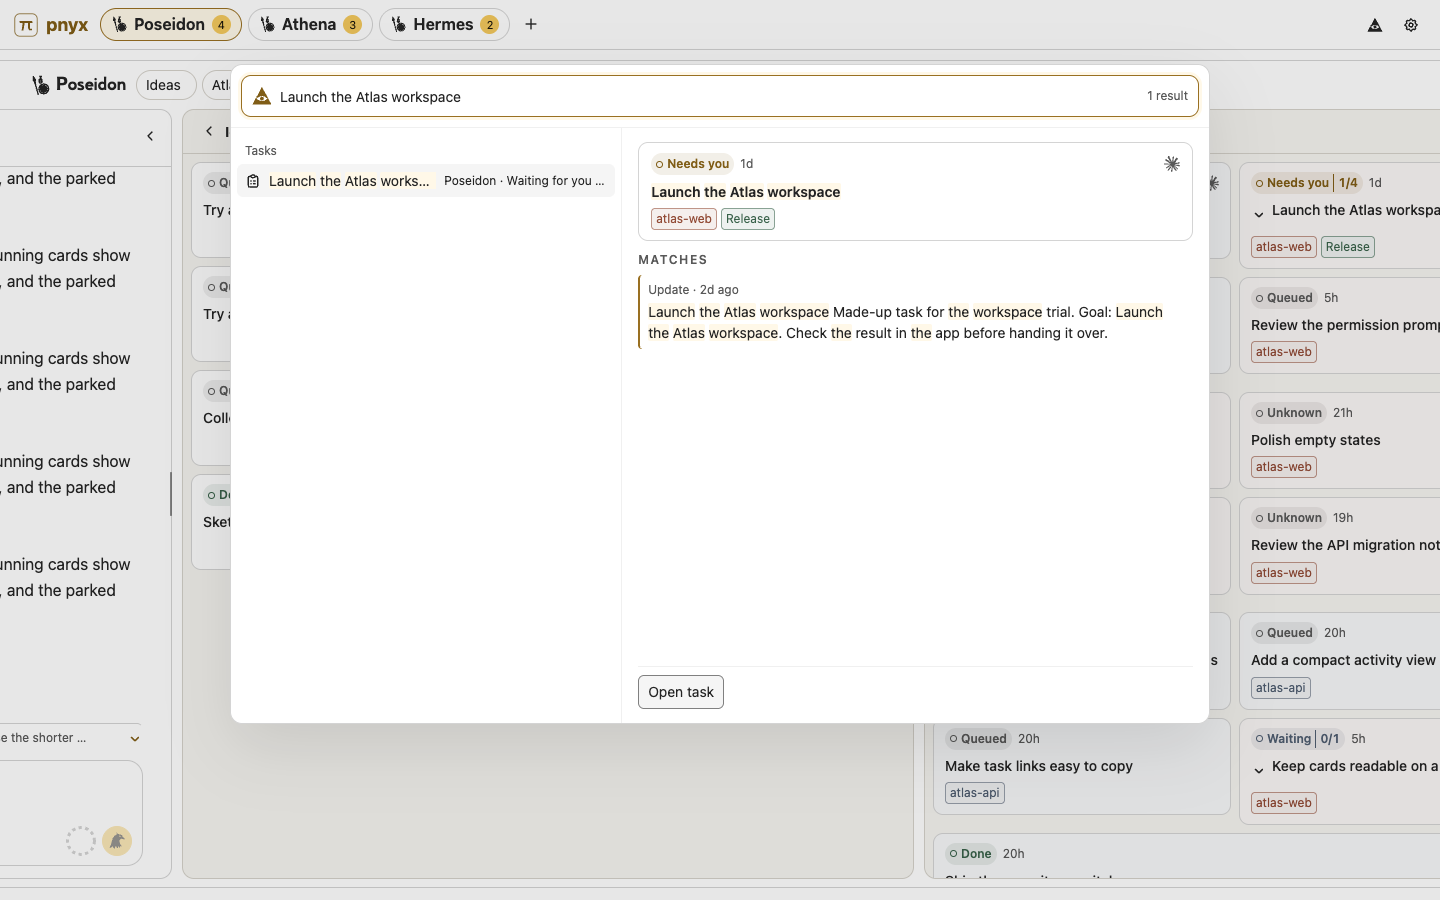 π pnyx Poseidon 4 Athena 3 Hermes 2 +
Poseidon Ideas
Launch the Atlas workspace 1 result
Tasks
Launch the Atlas works... Poseidon · Waiting for you ...
Needs you 1d
Launch the Atlas workspace
atlas-web Release
MATCHES
Update · 2d ago
Launch the Atlas workspace Made-up task for the workspace trial. Goal: Launch
the Atlas workspace. Check the result in the app before handing it over.
Open task
, and the parked
unning cards show
, and the parked
unning cards show
, and the parked
unning cards show
, and the parked
unning cards show
, and the parked
e the shorter ...
Try
Try
Queued 20h
Make task links easy to copy
atlas-api
Done 20h
Needs you 1/4 1d
Launch the Atlas workspa
atlas-web Release
Queued 5h
Review the permission promp
atlas-web
Unknown 21h
Polish empty states
atlas-web
Unknown 19h
Review the API migration not
atlas-web
Queued 20h
Add a compact activity view
atlas-api
Waiting 0/1 5h
Keep cards readable on a
atlas-web